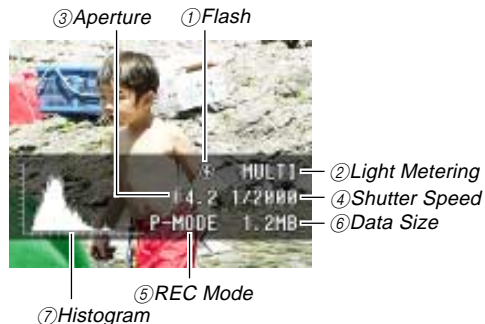 ③Aperture
①Flash
MULTI
②Light Metering
F4.2 1/2000
④Shutter Speed
P-MODE 1.2MB
⑥Data Size
⑤REC Mode
⑦Histogram